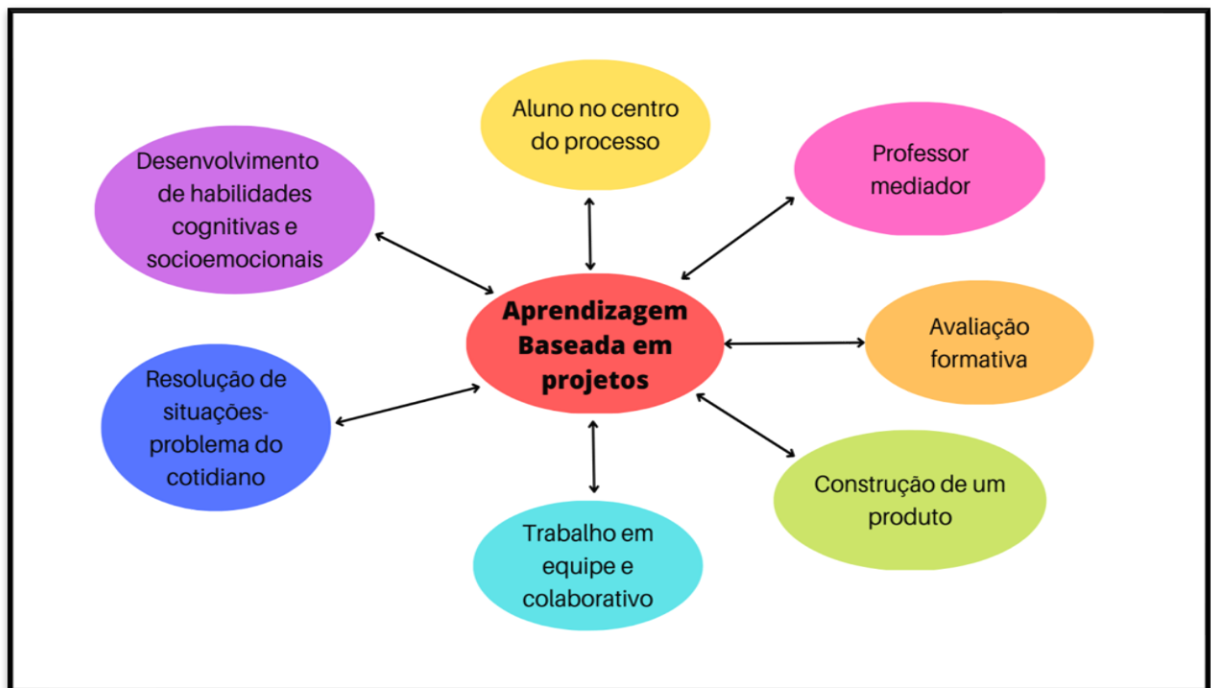 Aluno no centro
do processo
Professor
mediador
Desenvolvimento
de habilidades
cognitivas e
socioemocionais
Aprendizagem
Baseada em
projetos
Avaliação
formativa
Resolução de
situações-
problema do
cotidiano
Construção de um
produto
Trabalho em
equipe e
colaborativo